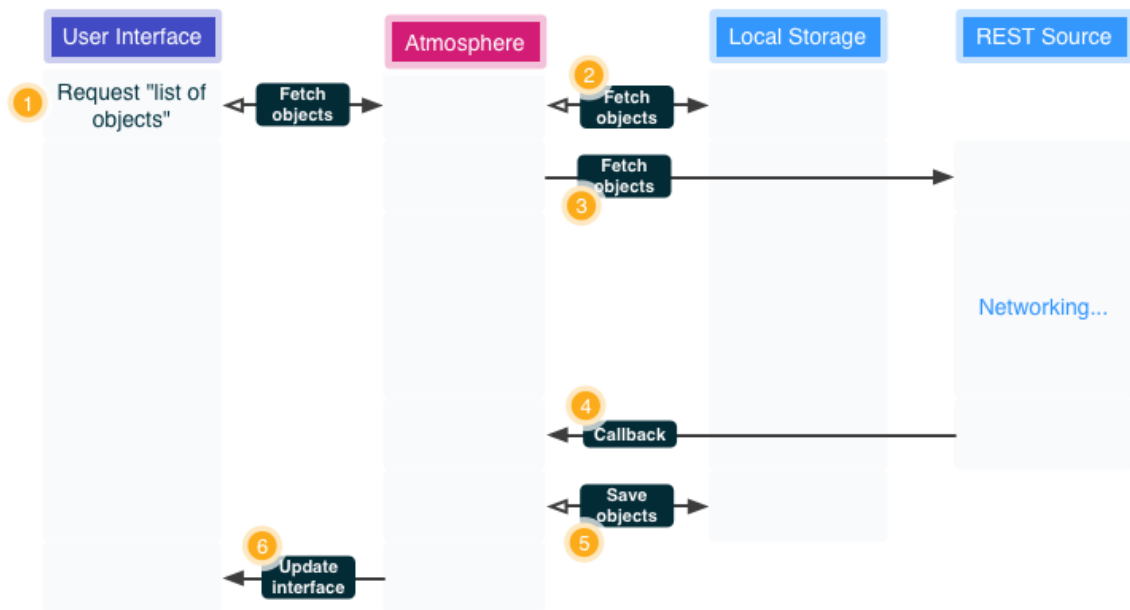 User Interface
Atmosphere
Local Storage
REST Source
1
Request "list of
objects"
Fetch
objects
2
Fetch
objects
Fetch
objects
3
Networking...
4
Callback
Save
objects
5
6
Update
interface